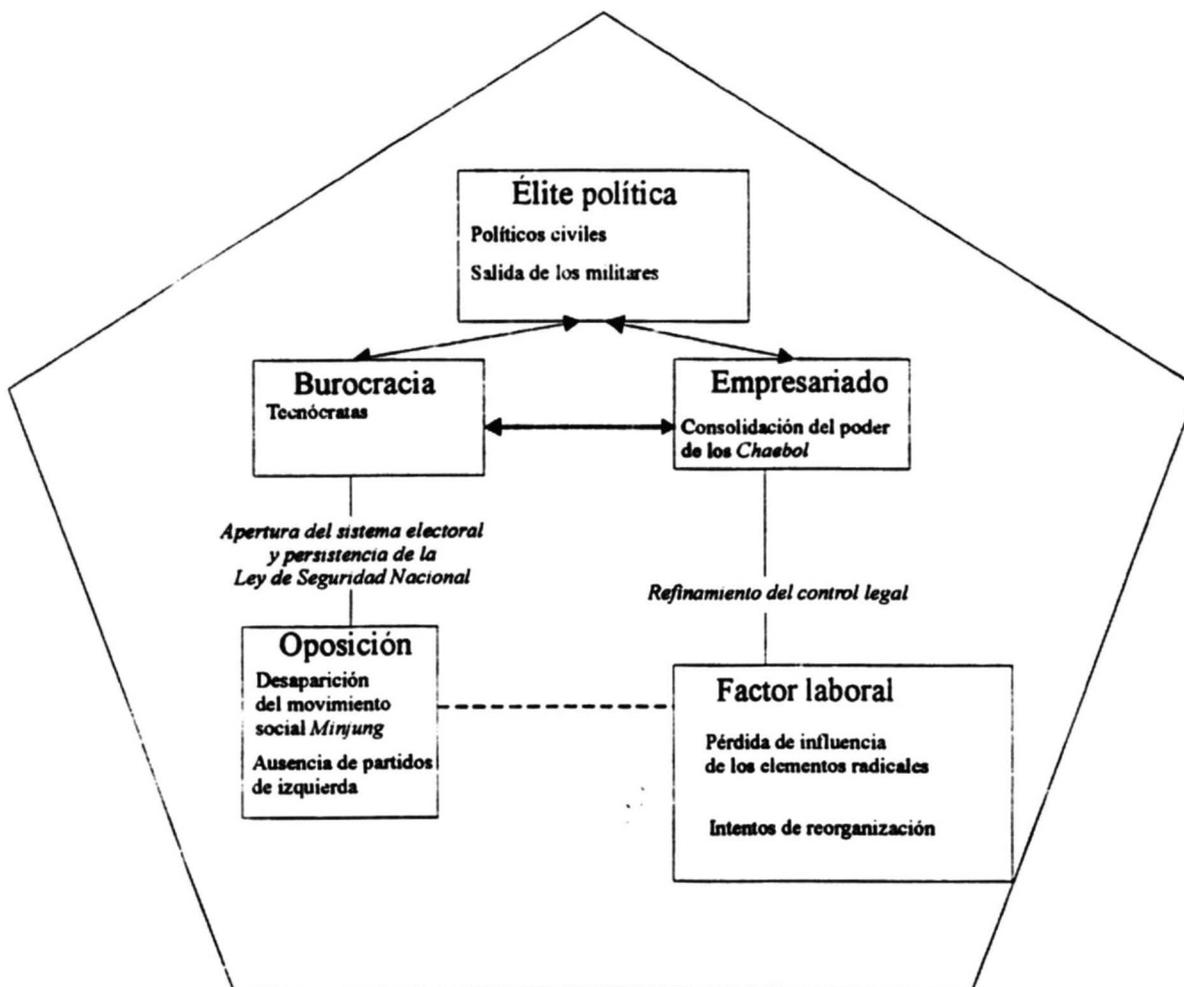 Élite política
Políticos civiles
Salida de los militares
Burocracia
Tecnócratas
Empresariado
Consolidación del poder
de los Chaebol
Apertura del sistema electoral
y persistencia de la
Ley de Seguridad Nacional
Refinamiento del control legal
Oposición
Desaparición
del movimiento
social Minjung
Ausencia de partidos
de izquierda
Factor laboral
Pérdida de influencia
de los elementos radicales
Intentos de reorganización